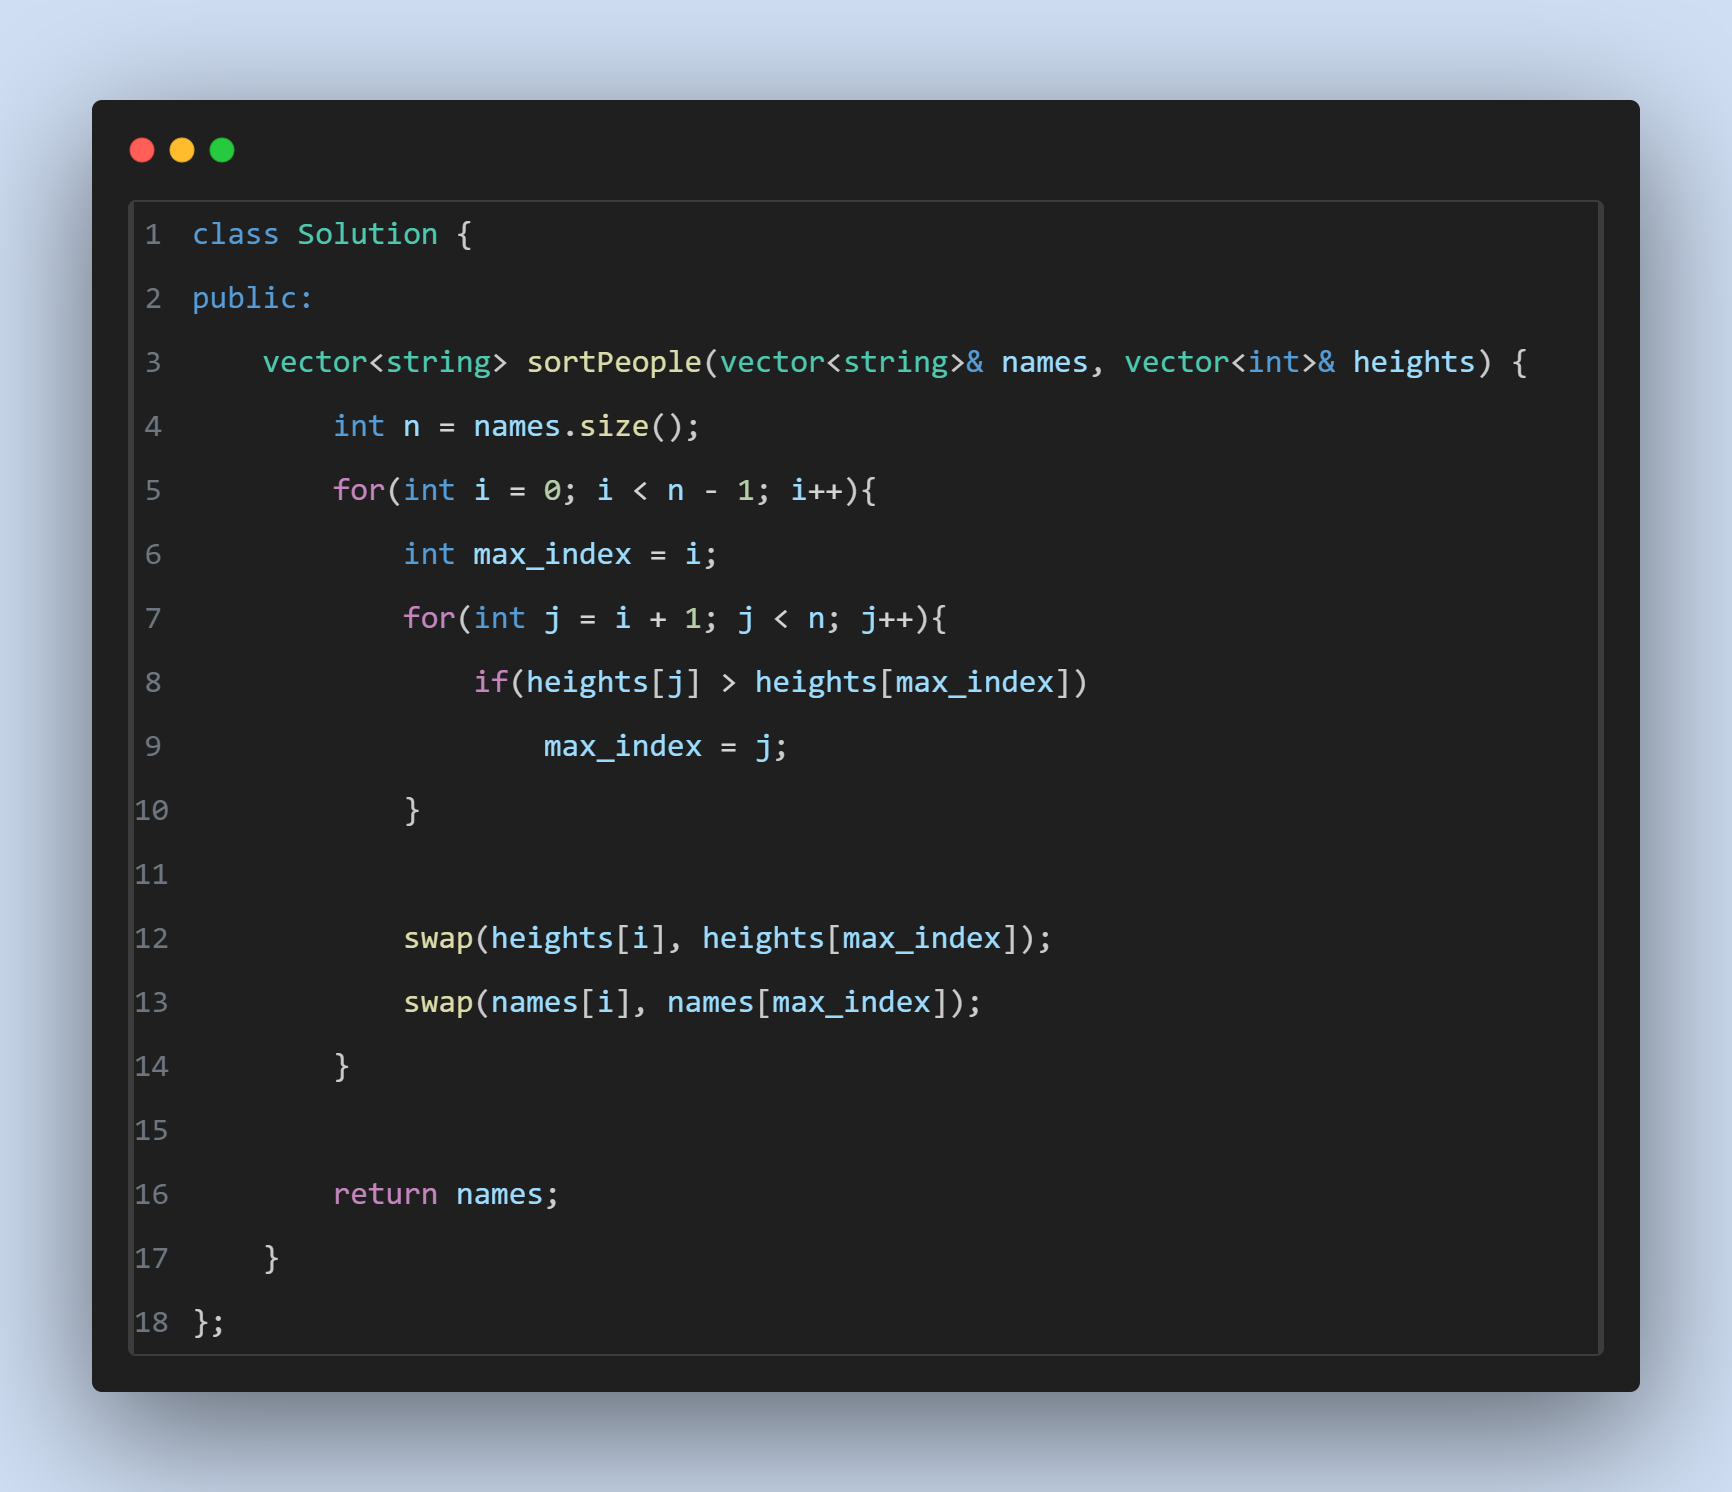 1 class Solution {
2 public:
3     vector<string> sortPeople(vector<string>& names, vector<int>& heights) {
4         int n = names.size();
5         for(int i = 0; i < n - 1; i++){
6             int max_index = i;
7             for(int j = i + 1; j < n; j++){
8                 if(heights[j] > heights[max_index])
9                     max_index = j;
10             }
11
12             swap(heights[i], heights[max_index]);
13             swap(names[i], names[max_index]);
14         }
15
16         return names;
17     }
18 };